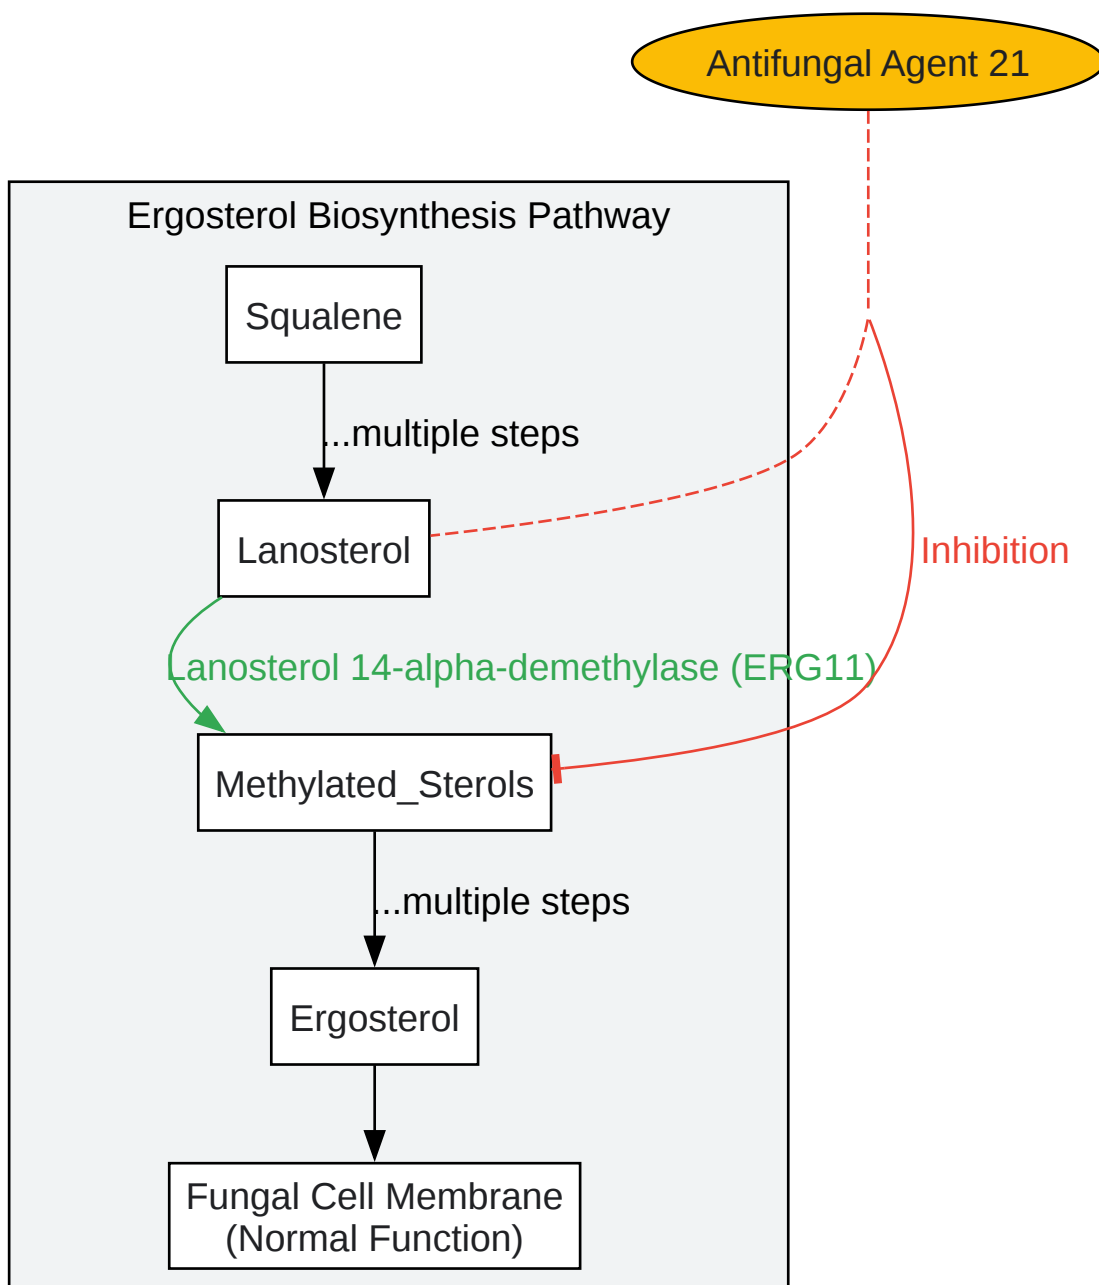 Antifungal Agent 21
Ergosterol Biosynthesis Pathway
Squalene
...multiple steps
Lanosterol
Inhibition
Lanosterol 14-alpha-demethylase (ERG11)
Methylated_Sterols
...multiple steps
Ergosterol
Fungal Cell Membrane
(Normal Function)